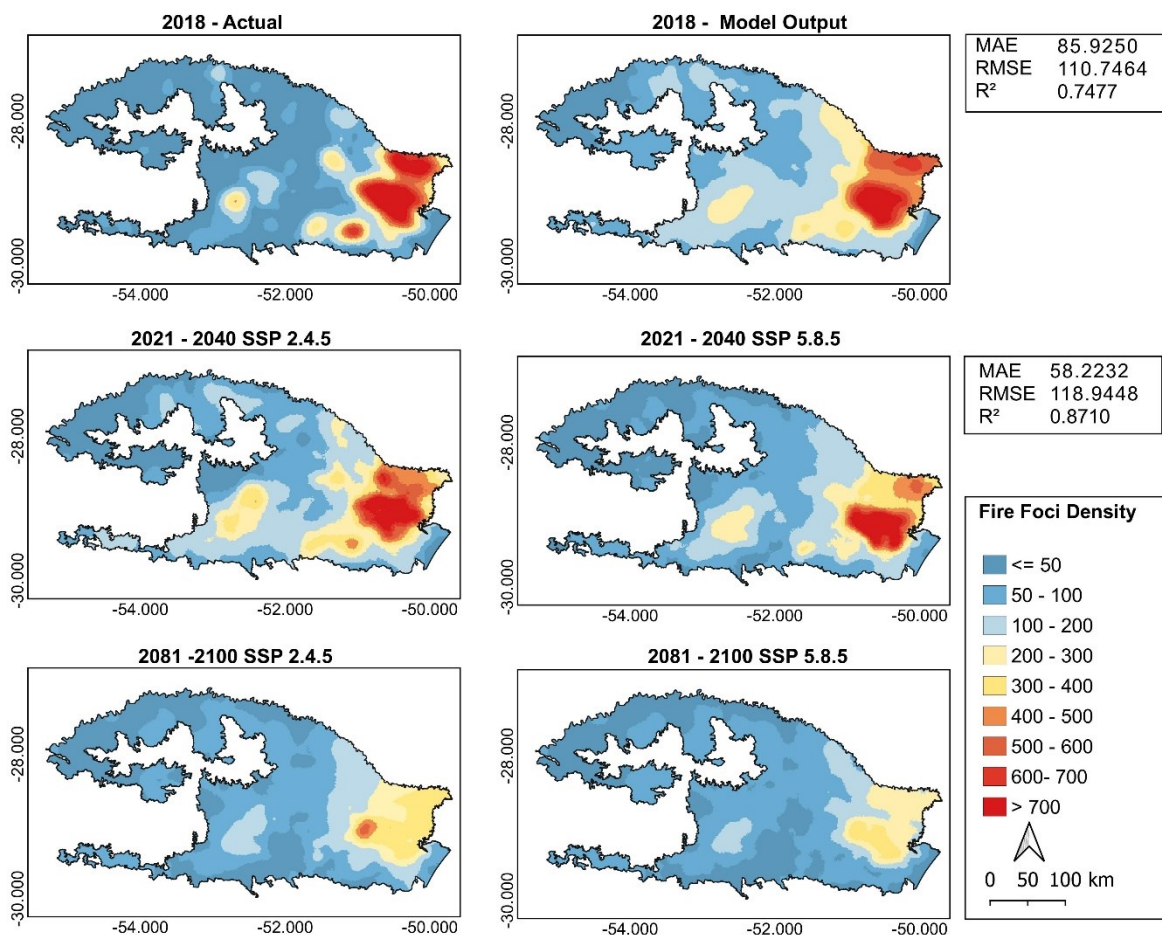 2018 - Actual
2018 - Model Output
MAE 85.9250
RMSE 110.7464
R² 0.7477
-28.000
-30.000
-54.000 -52.000 -50.000
-28.000
-30.000
-54.000 -52.000 -50.000
2021 - 2040 SSP 2.4.5
2021 - 2040 SSP 5.8.5
MAE 58.2232
RMSE 118.9448
R² 0.8710
-28.000
-30.000
-54.000 -52.000 -50.000
-28.000
-30.000
-54.000 -52.000 -50.000
2081 -2100 SSP 2.4.5
2081 - 2100 SSP 5.8.5
-28.000
-30.000
-54.000 -52.000 -50.000
-28.000
-30.000
-54.000 -52.000 -50.000
Fire Foci Density
<= 50
50 - 100
100 - 200
200 - 300
300 - 400
400 - 500
500 - 600
600- 700
> 700
0 50 100 km